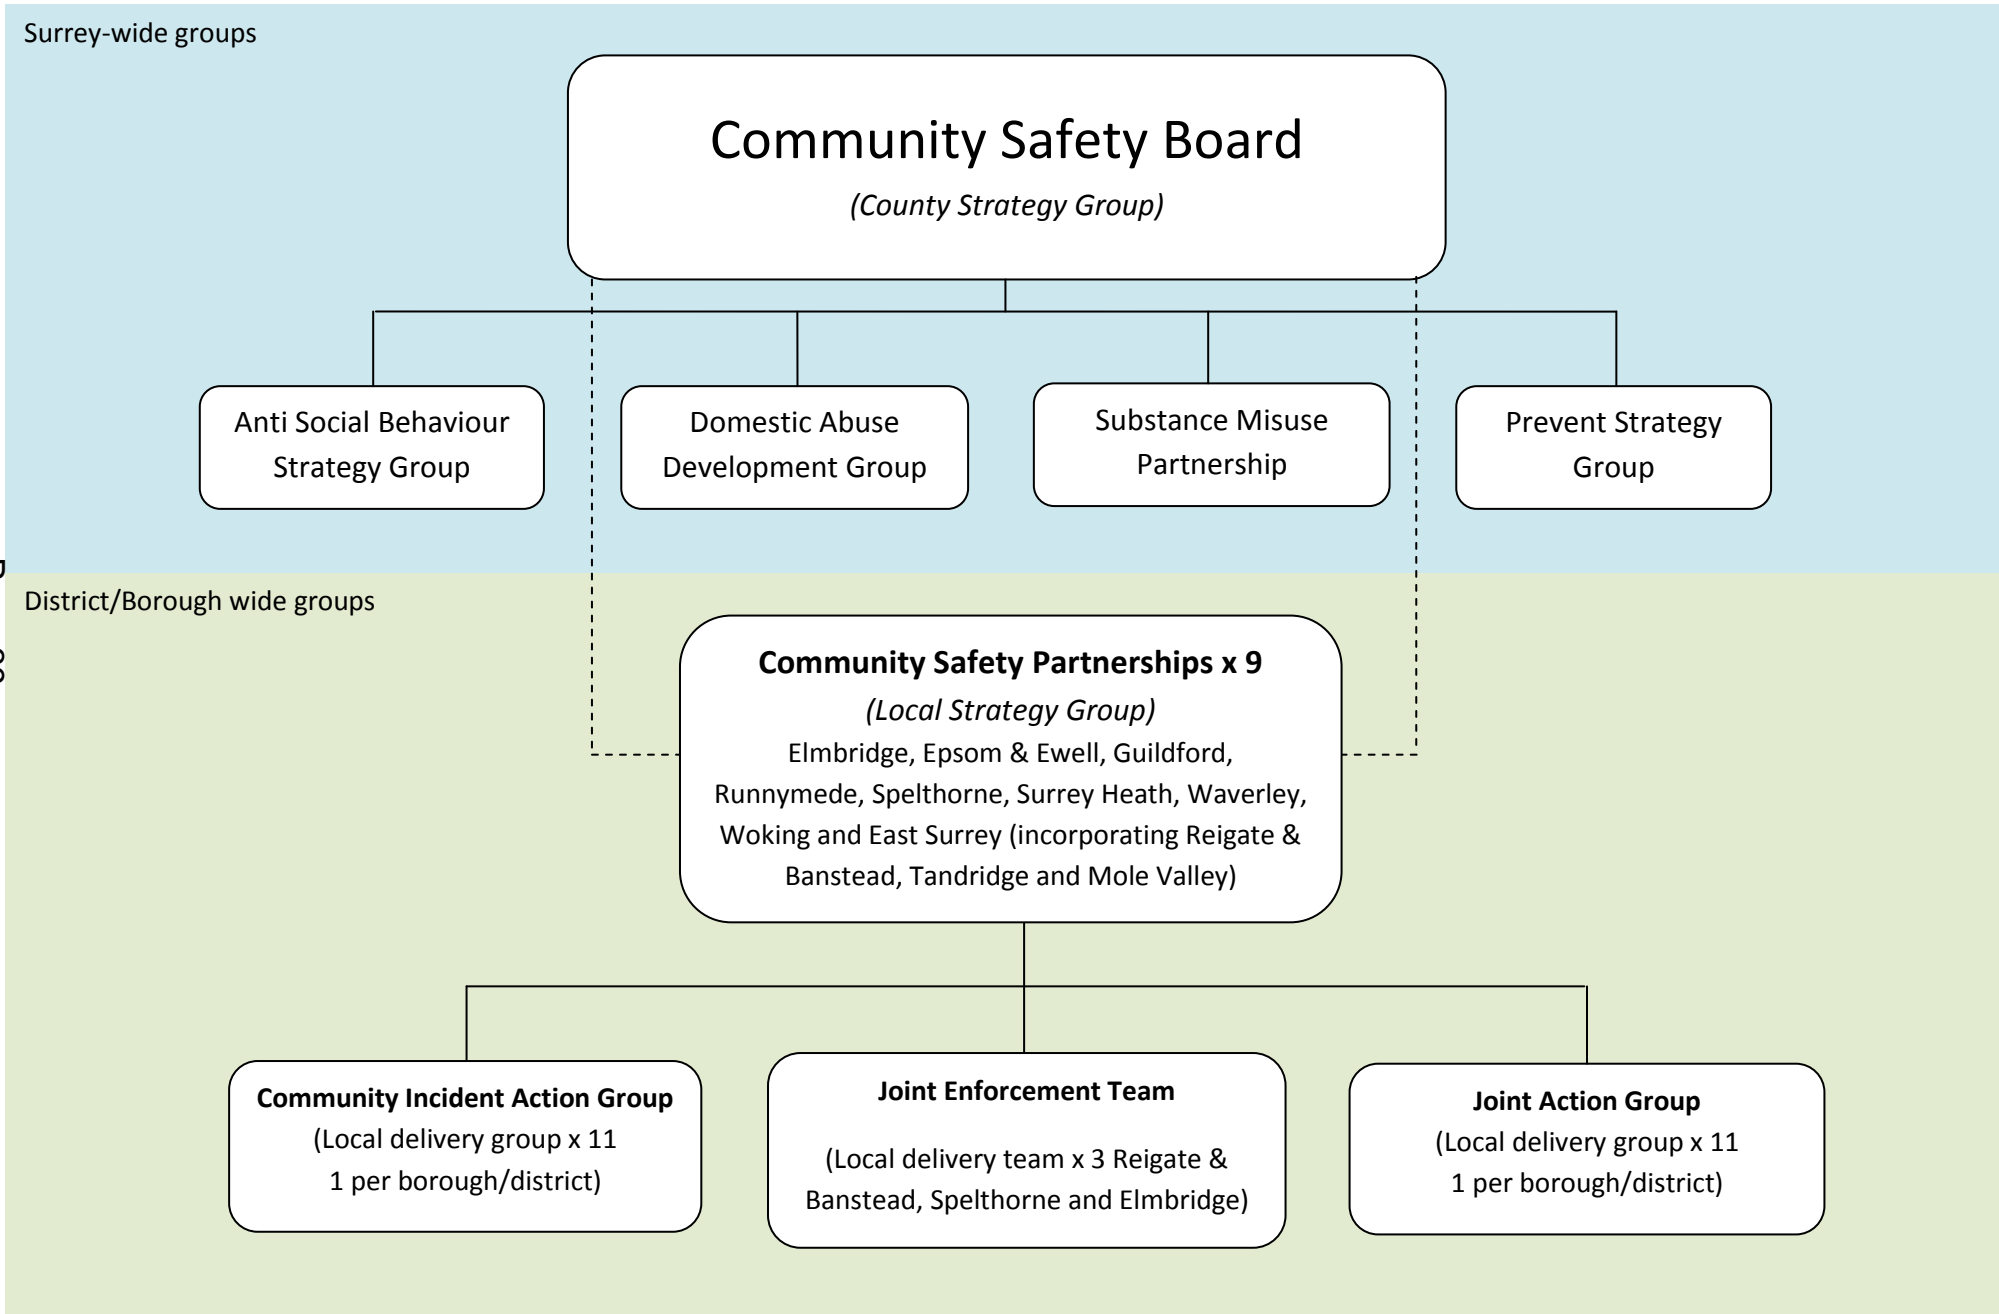 Surrey-wide groups
Community Safety Board
(County Strategy Group)
Anti Social Behaviour
Strategy Group
Domestic Abuse
Development Group
Substance Misuse
Partnership
Prevent Strategy
Group
District/Borough wide groups
Community Safety Partnerships x 9
(Local Strategy Group)
Elmbridge, Epsom & Ewell, Guildford,
Runnymede, Spelthorne, Surrey Heath, Waverley,
Woking and East Surrey (incorporating Reigate &
Banstead, Tandridge and Mole Valley)
Community Incident Action Group
(Local delivery group x 11
1 per borough/district)
Joint Enforcement Team
(Local delivery team x 3 Reigate &
Banstead, Spelthorne and Elmbridge)
Joint Action Group
(Local delivery group x 11
1 per borough/district)